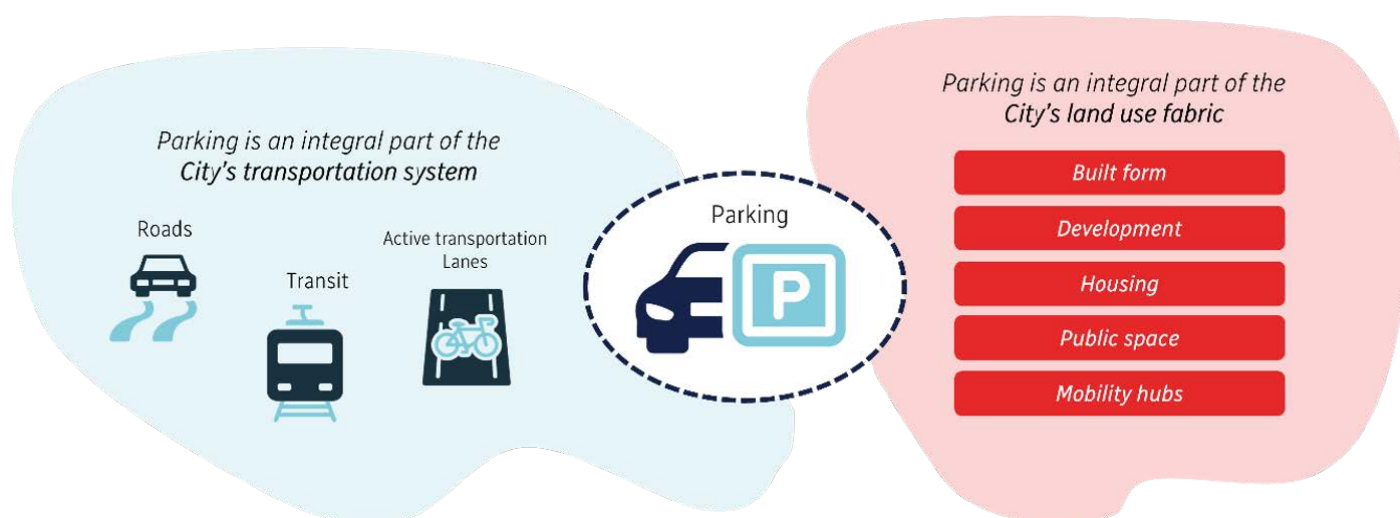 Parking is an integral part of the
City's transportation system
Roads
Transit
Active transportation
Lanes
Parking
P
Parking is an integral part of the
City's land use fabric
Built form
Development
Housing
Public space
Mobility hubs